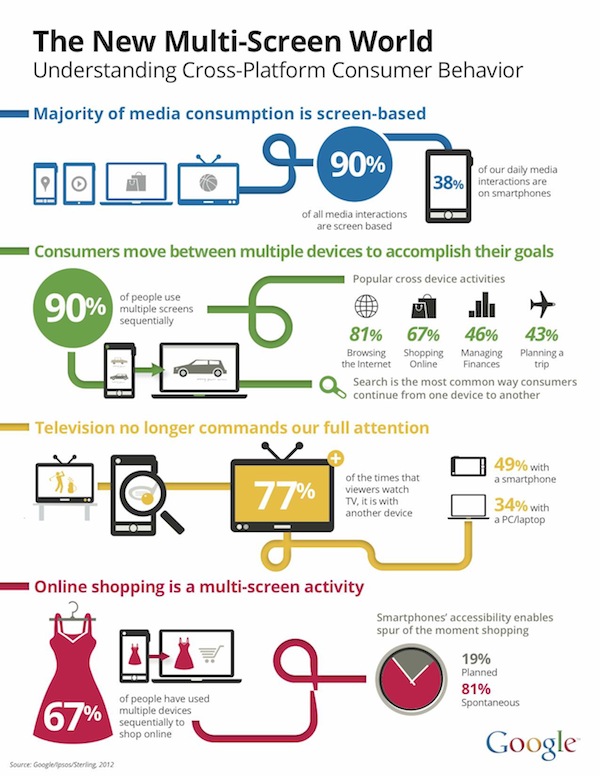 The New Multi-Screen World
Understanding Cross-Platform Consumer Behavior
Majority of media consumption is screen-based
90%
of all media interactions
are screen based
38%
of our daily media
interactions are
on smartphones
Consumers move between multiple devices to accomplish their goals
90%
of people use
multiple screens
sequentially
Popular cross device activities
81%
Browsing
the Internet
67%
Shopping
Online
46%
Managing
Finances
43%
Planning a
trip
Search is the most common way consumers
continue from one device to another
Television no longer commands our full attention
77%
of the times that
viewers watch
TV, it is with
another device
49% with
a smartphone
34% with
a PC/laptop
Online shopping is a multi-screen activity
67%
of people have used
multiple devices
sequentially to
shop online
Smartphones' accessibility enables
spur of the moment shopping
19%
Planned
81%
Spontaneous
Google
Source: Google/Ipsos/Sterling, 2012